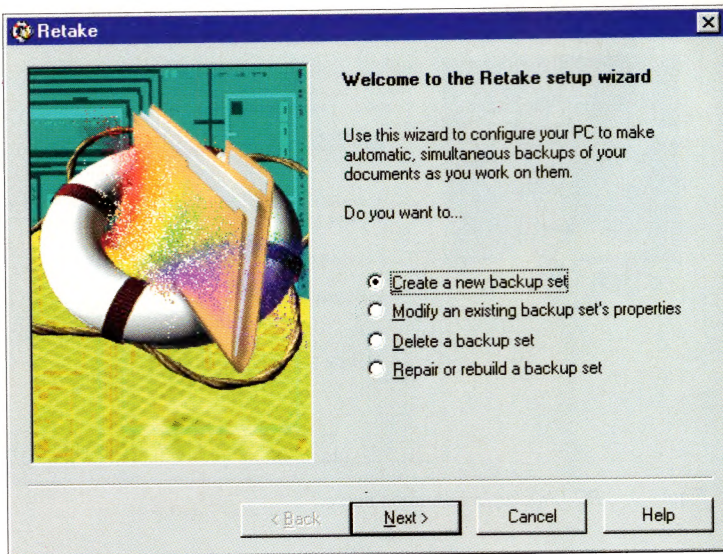 Retake
Welcome to the Retake setup wizard
Use this wizard to configure your PC to make
automatic, simultaneous backups of your
documents as you work on them.
Do you want to...
Create a new backup set
Modify an existing backup set's properties
Delete a backup set
Repair or rebuild a backup set
< Back
Next >
Cancel
Help